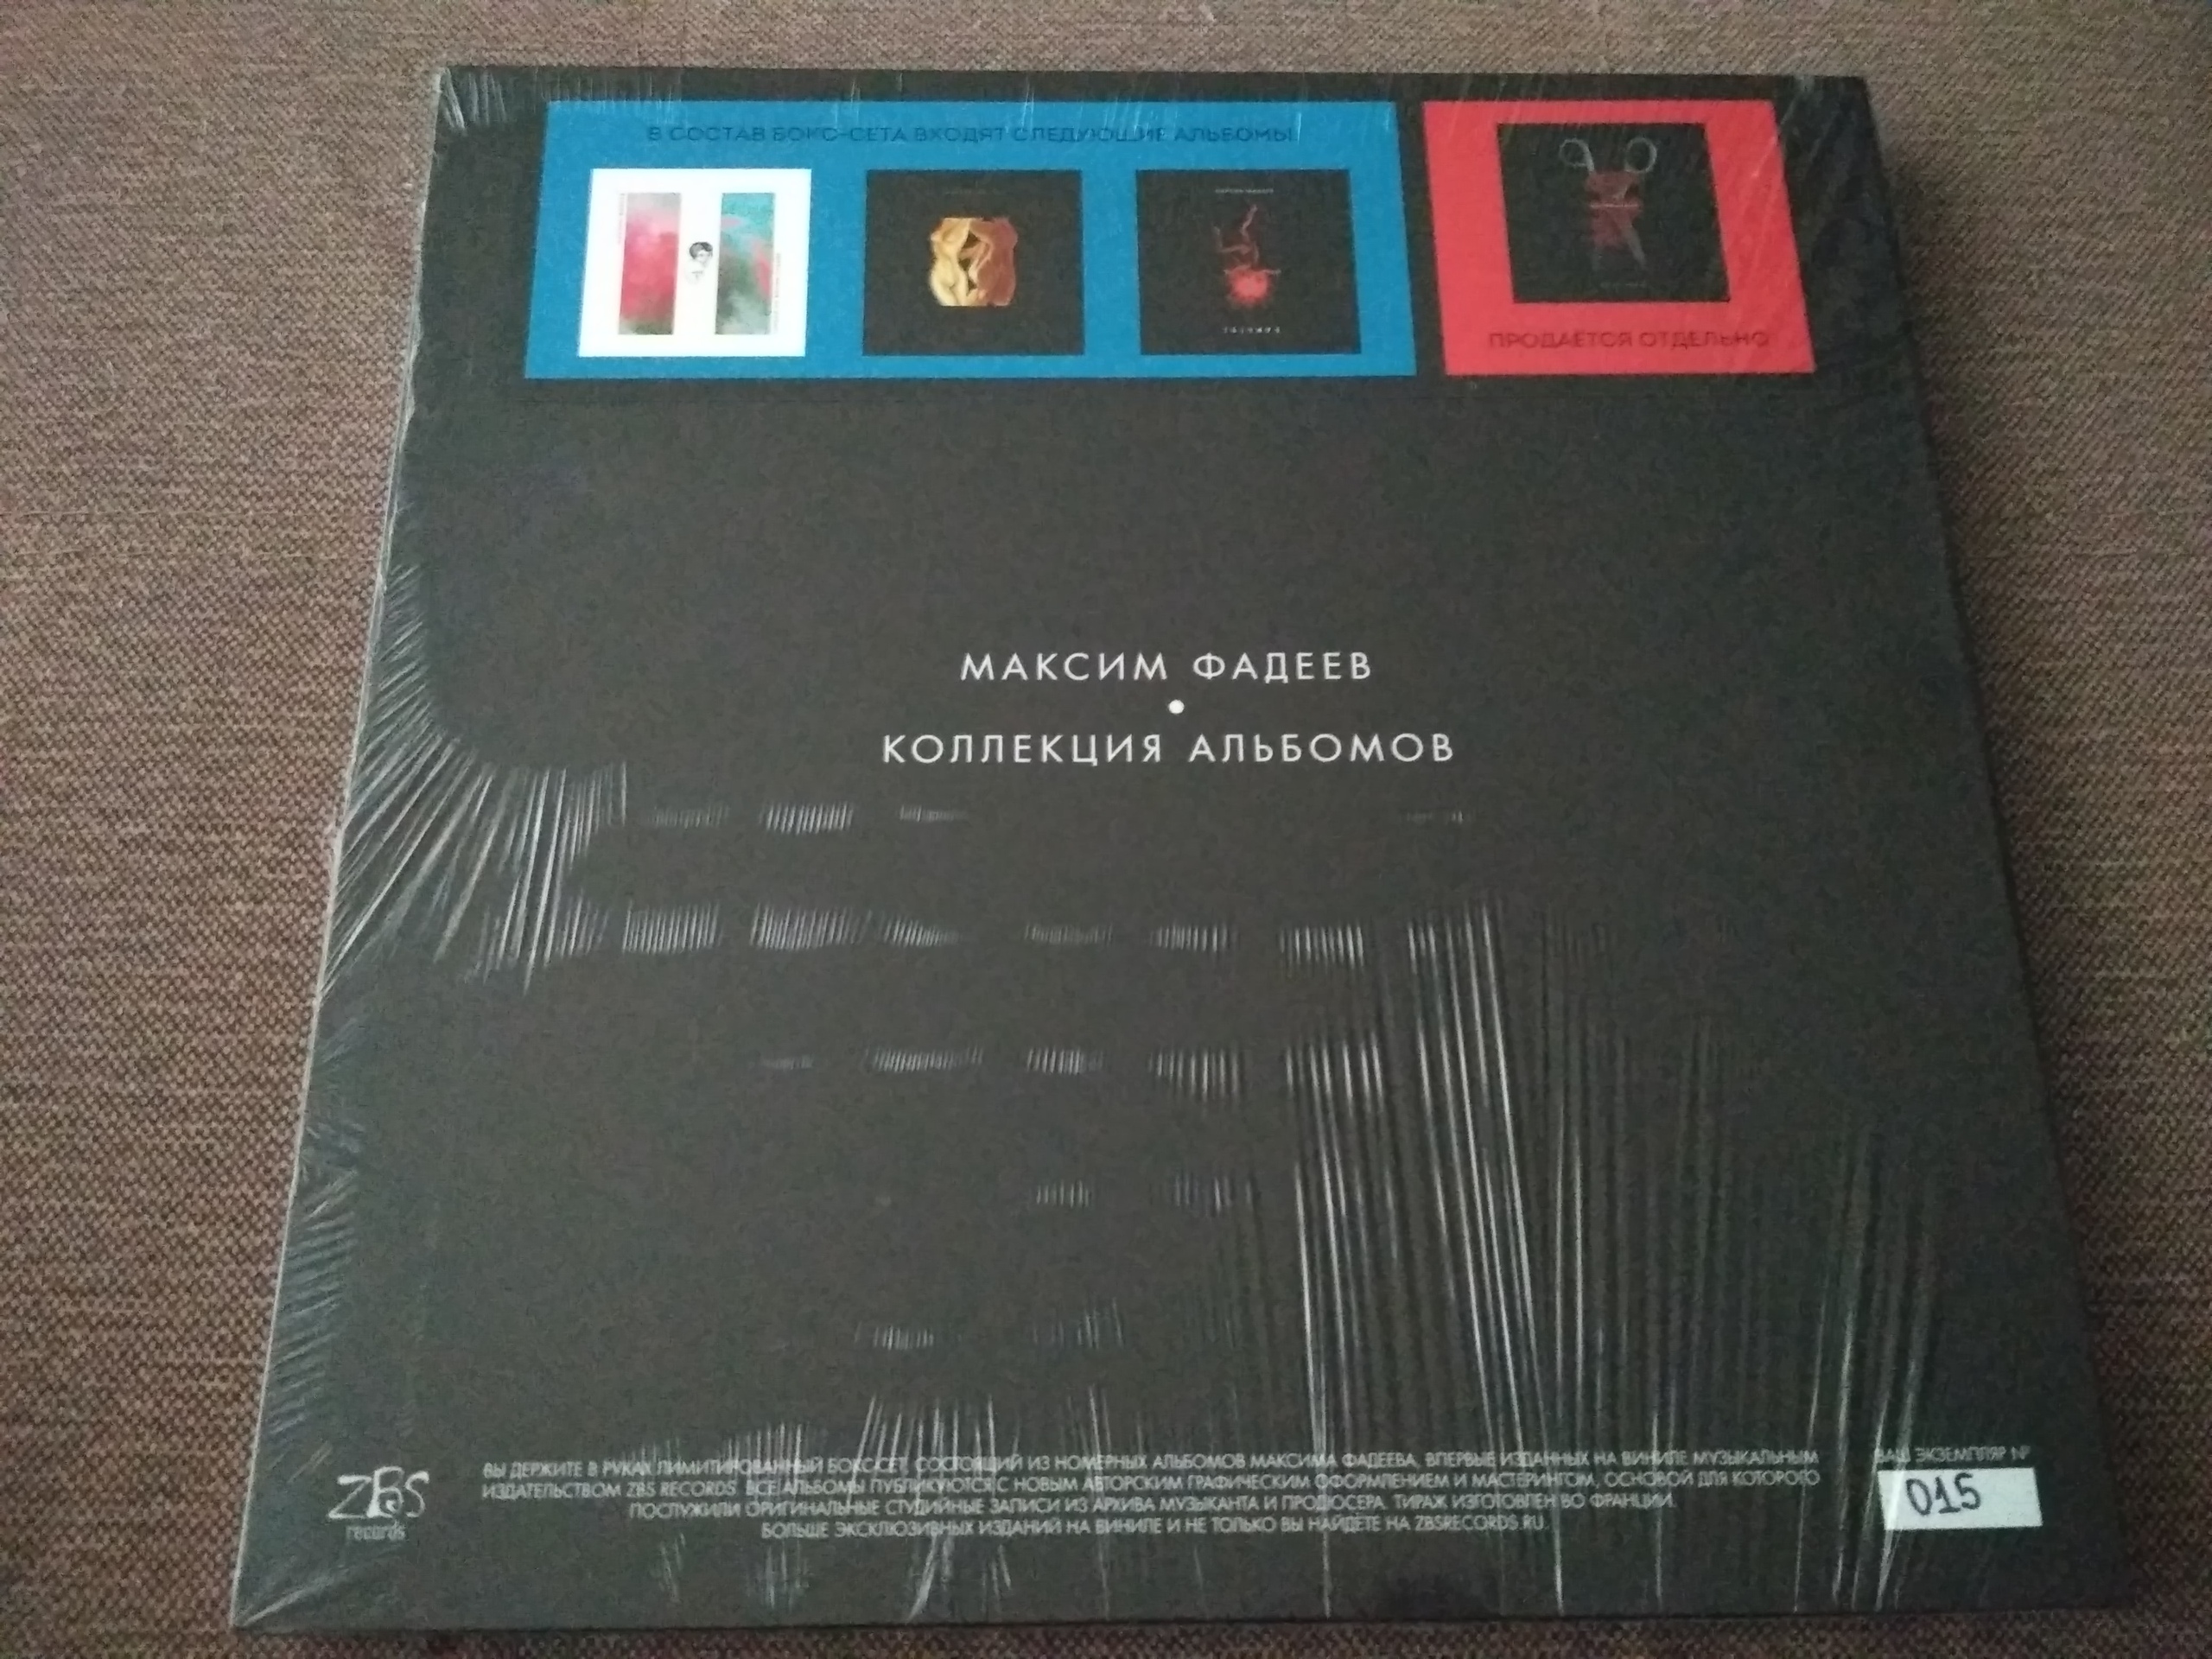 В СОСТАВ БОКС-СЕТА ВХОДЯТ СЛЕДУЮЩИЕ АЛЬБОМЫ
ПРОДАЁТСЯ ОТДЕЛЬНО
МАКСИМ ФАДЕЕВ
КОЛЛЕКЦИЯ АЛЬБОМОВ
ВЫ ДЕРЖИТЕ В РУКАХ ЛИМИТИРОВАННЫЙ БОКС-СЕТ, СОСТОЯЩИЙ ИЗ НОМЕРНЫХ АЛЬБОМОВ МАКСИМА ФАДЕЕВА, ВПЕРВЫЕ ИЗДАННЫХ НА ВИНИЛЕ МУЗЫКАЛЬНЫМ
ИЗДАТЕЛЬСТВОМ ZBS RECORDS. ВСЕ АЛЬБОМЫ ПУБЛИКУЮТСЯ С НОВЫМ АВТОРСКИМ ГРАФИЧЕСКИМ ОФОРМЛЕНИЕМ И МАСТЕРИНГОМ, ОСНОВОЙ ДЛЯ КОТОРОГО
ПОСЛУЖИЛИ ОРИГИНАЛЬНЫЕ СТУДИЙНЫЕ ЗАПИСИ ИЗ АРХИВА МУЗЫКАНТА И ПРОДЮСЕРА. ТИРАЖ ИЗГОТОВЛЕН ВО ФРАНЦИИ.
БОЛЬШЕ ЭКСКЛЮЗИВНЫХ ИЗДАНИЙ НА ВИНИЛЕ И НЕ ТОЛЬКО ВЫ НАЙДЁТЕ НА ZBSRECORDS.RU.
ZBS
records
ВАШ ЭКЗЕМПЛЯР №
015